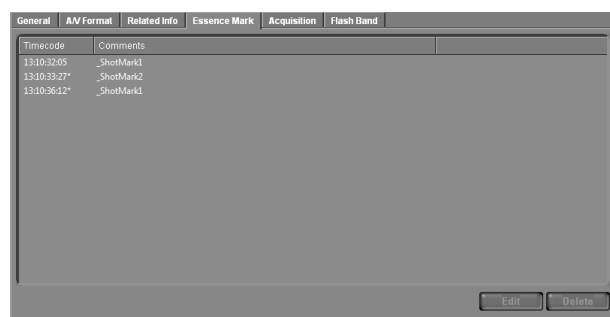 General A/V Format Related Info Essence Mark Acquisition Flash Band
Timecode Comments
13:10:32:05 _ShotMark1
13:10:33:27* _ShotMark2
13:10:36:12* _ShotMark1
Edit Delete